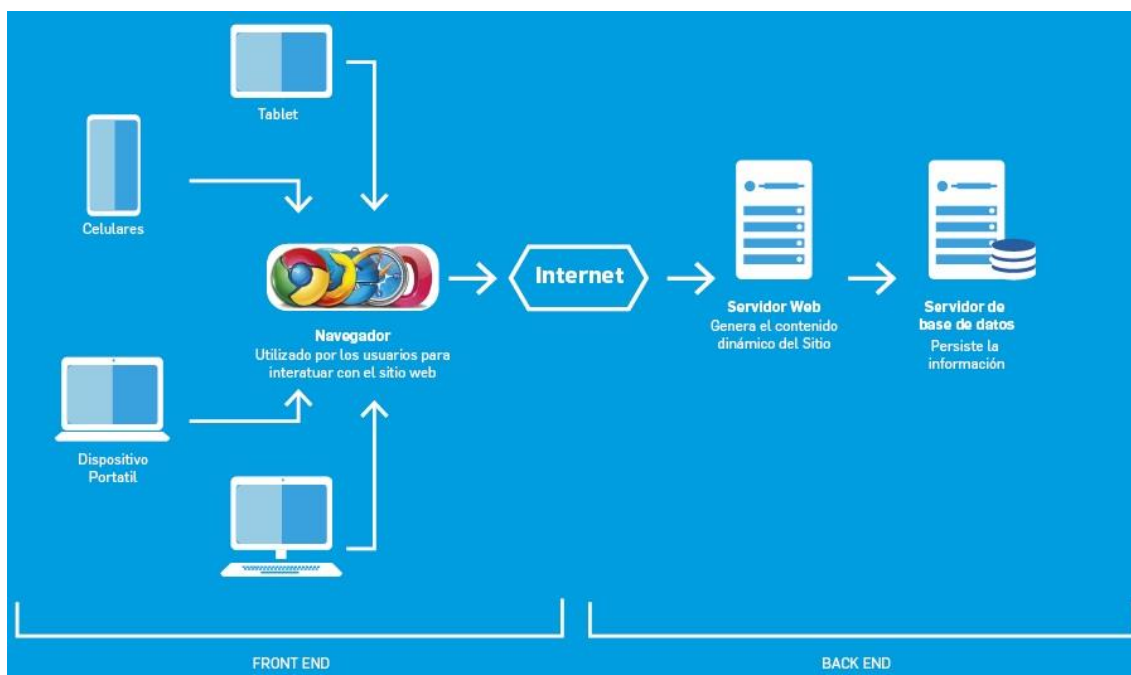 Tablet
Celulares
Navegador
Utilizado por los usuarios para
interatuar con el sitio web
Internet
Servidor Web
Genera el contenido
dinámico del Sitio
Servidor de
base de datos
Persiste la
información
Dispositivo
Portatil
FRONT END
BACK END